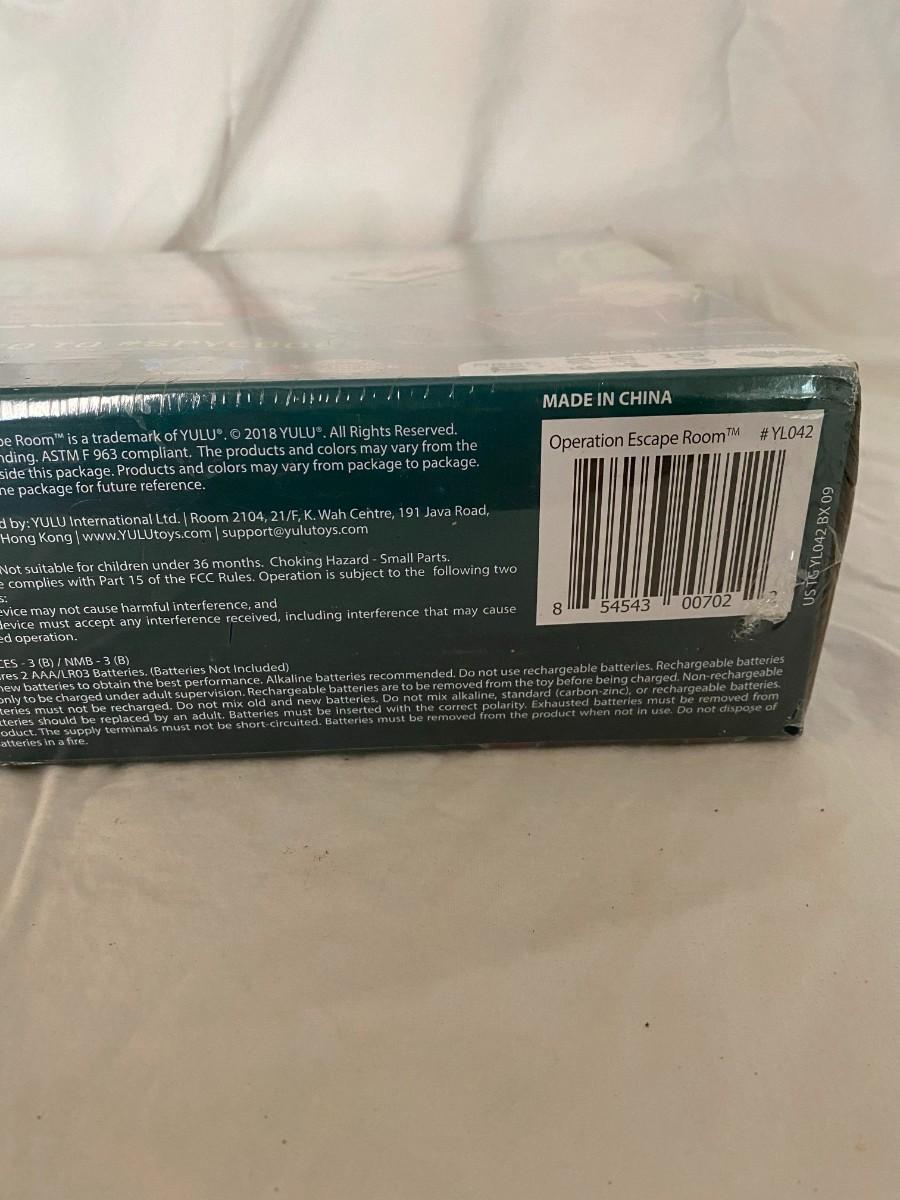 MADE IN CHINA
pe Room™ is a trademark of YULU®. © 2018 YULU®. All Rights Reserved.
nding. ASTM F 963 compliant. The products and colors may vary from the
side this package. Products and colors may vary from package to package.
ne package for future reference.
d by: YULU International Ltd. | Room 2104, 21/F, K. Wah Centre, 191 Java Road,
Hong Kong | www.YULUtoys.com | support@yulutoys.com
Not suitable for children under 36 months. Choking Hazard - Small Parts.
e complies with Part 15 of the FCC Rules. Operation is subject to the following two
s:
evice may not cause harmful interference, and
device must accept any interference received, including interference that may cause
ed operation.
CES - 3 (B) / NMB - 3 (B)
res 2 AAA/LR03 Batteries. (Batteries Not Included)
new batteries to obtain the best performance. Alkaline batteries recommended. Do not use rechargeable batteries. Rechargeable batteries
only to be charged under adult supervision. Rechargeable batteries are to be removed from the toy before being charged. Non-rechargeable
teries must not be recharged. Do not mix old and new batteries. Do not mix alkaline, standard (carbon-zinc), or rechargeable batteries.
tteries should be replaced by an adult. Batteries must be inserted with the correct polarity. Exhausted batteries must be removed from
oduct. The supply terminals must not be short-circuited. Batteries must be removed from the product when not in use. Do not dispose of
atteries in a fire.
Operation Escape Room™ #YL042
8 54543 00702
USTG YL042 BX 09